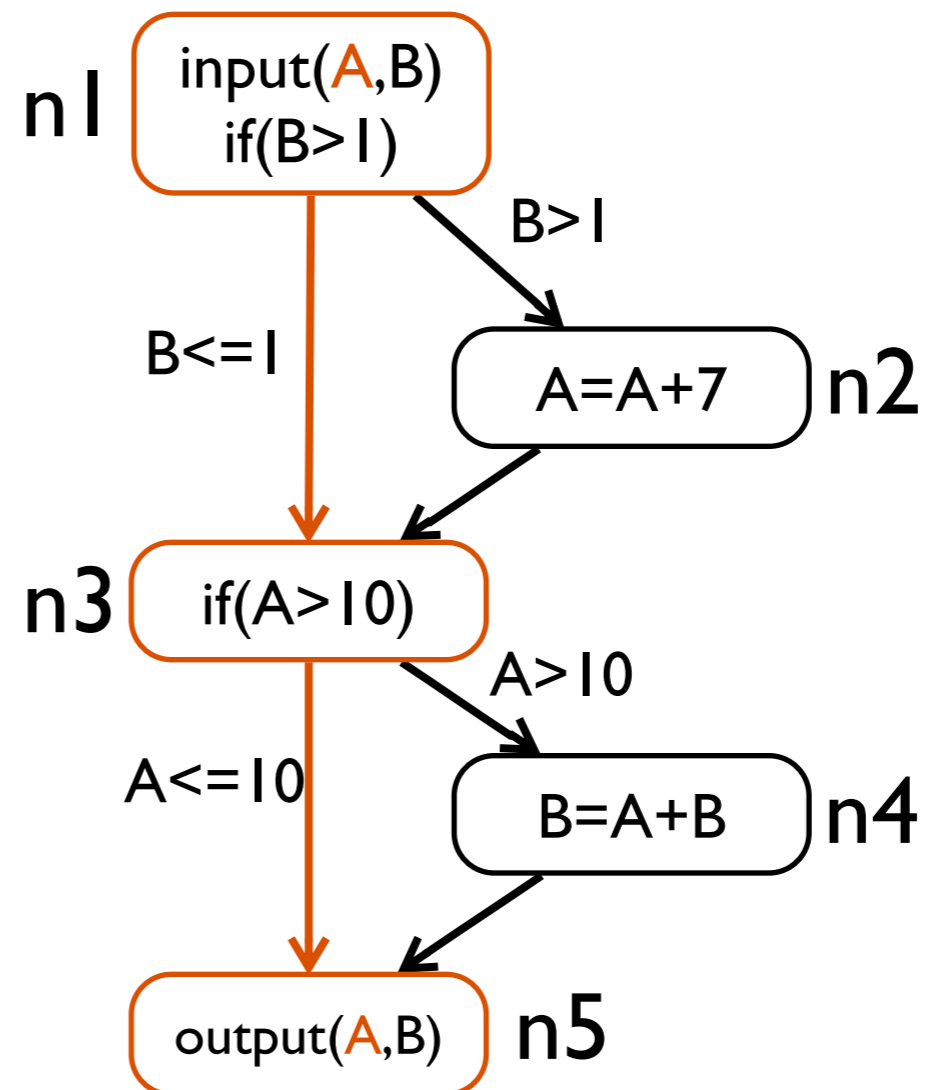 n1
input(A,B)
if(B>1)
B>1
B<=1
A=A+7
n2
n3
if(A>10)
A>10
A<=10
B=A+B
n4
output(A,B)
n5